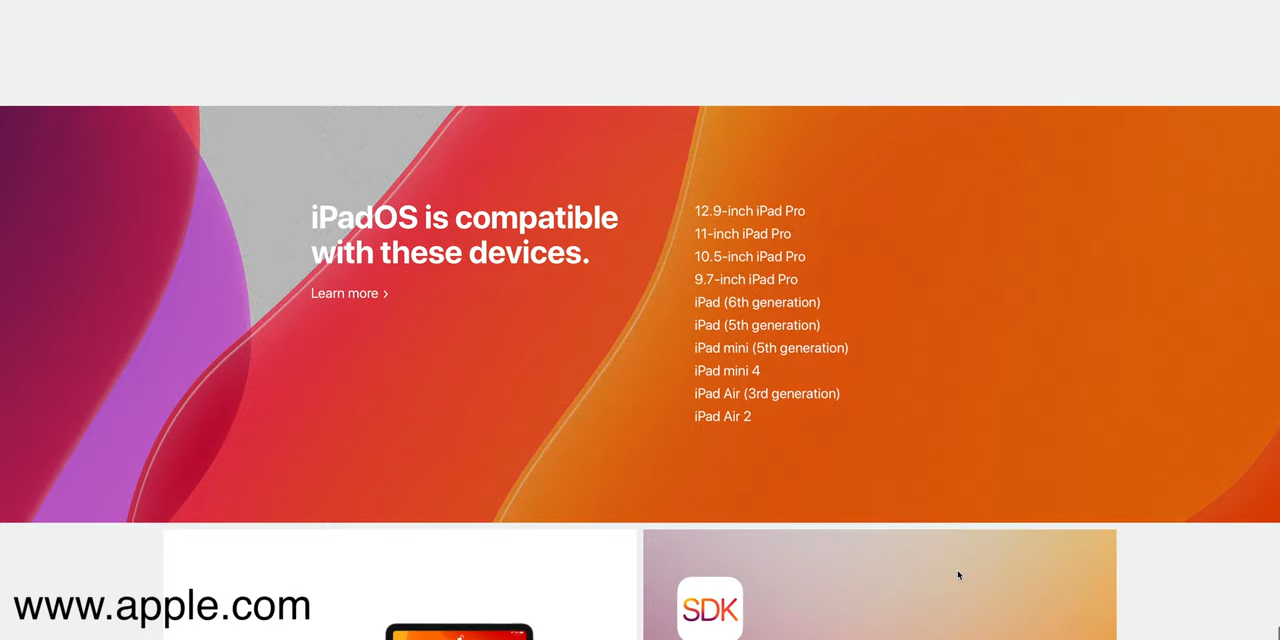 iPadOS is compatible
with these devices.
Learn more ›
12.9-inch iPad Pro
11-inch iPad Pro
10.5-inch iPad Pro
9.7-inch iPad Pro
iPad (6th generation)
iPad (5th generation)
iPad mini (5th generation)
iPad mini 4
iPad Air (3rd generation)
iPad Air 2
SDK
www.apple.com